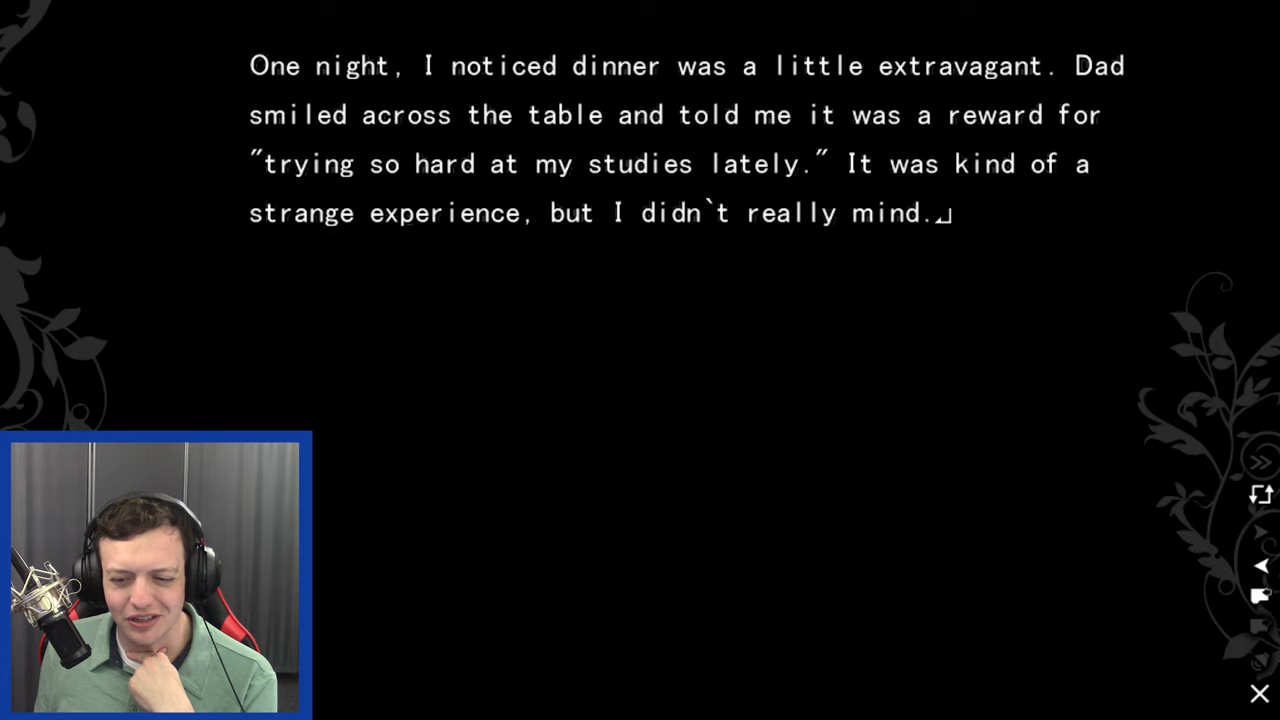 One night, I noticed dinner was a little extravagant. Dad
smiled across the table and told me it was a reward for
"trying so hard at my studies lately." It was kind of a
strange experience, but I didn`t really mind.